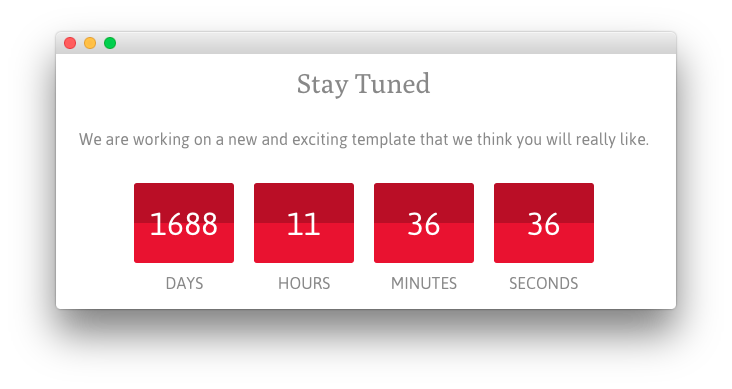 Stay Tuned
We are working on a new and exciting template that we think you will really like.
1688 11 36 36
DAYS HOURS MINUTES SECONDS